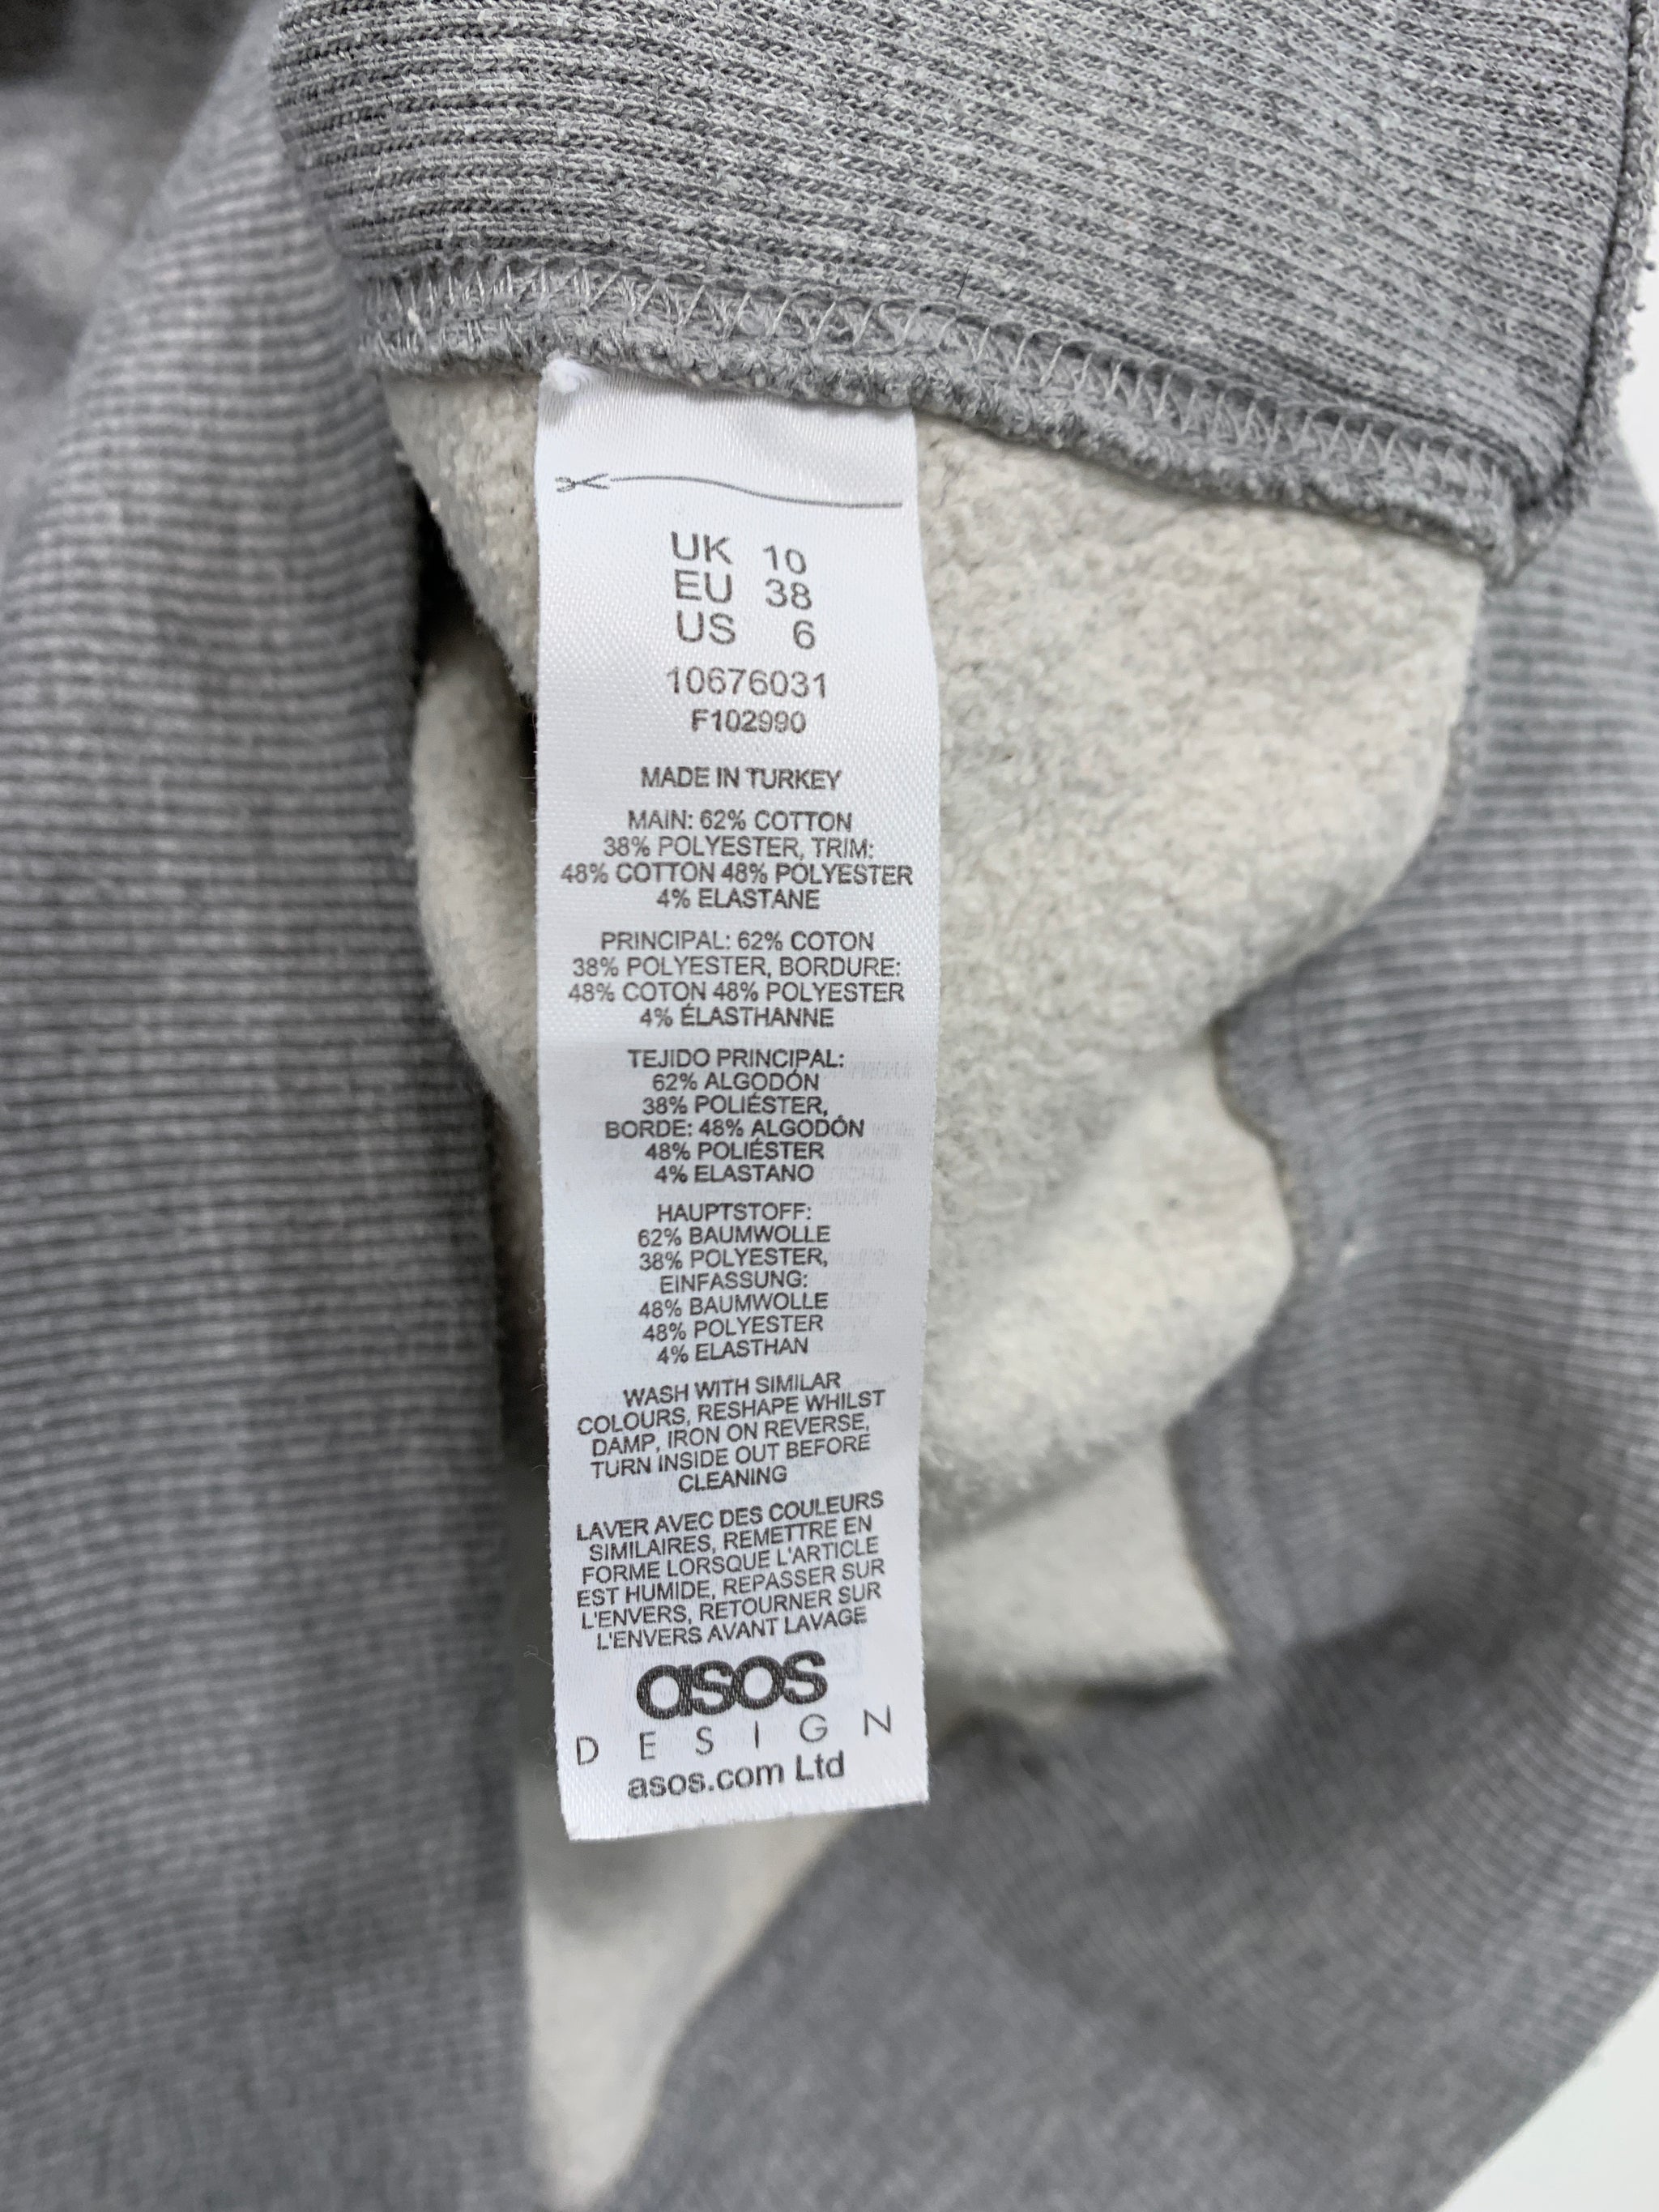 UK 10
EU 38
US 6
10676031
F102990
MADE IN TURKEY
MAIN: 62% COTTON
38% POLYESTER, TRIM:
48% COTTON 48% POLYESTER
4% ELASTANE
PRINCIPAL: 62% COTON
38% POLYESTER, BORDURE:
48% COTON 48% POLYESTER
4% ÉLASTHANNE
TEJIDO PRINCIPAL:
62% ALGODÓN
38% POLIÉSTER,
BORDE: 48% ALGODÓN
48% POLIÉSTER
4% ELASTANO
HAUPTSTOFF:
62% BAUMWOLLE
38% POLYESTER,
EINFASSUNG:
48% BAUMWOLLE
48% POLYESTER
4% ELASTHAN
WASH WITH SIMILAR
COLOURS, RESHAPE WHILST
DAMP, IRON ON REVERSE,
TURN INSIDE OUT BEFORE
CLEANING
LAVER AVEC DES COULEURS
SIMILAIRES, REMETTRE EN
FORME LORSQUE L'ARTICLE
EST HUMIDE, REPASSER SUR
L'ENVERS, RETOURNER SUR
L'ENVERS AVANT LAVAGE
asos
DESIGN
asos.com Ltd